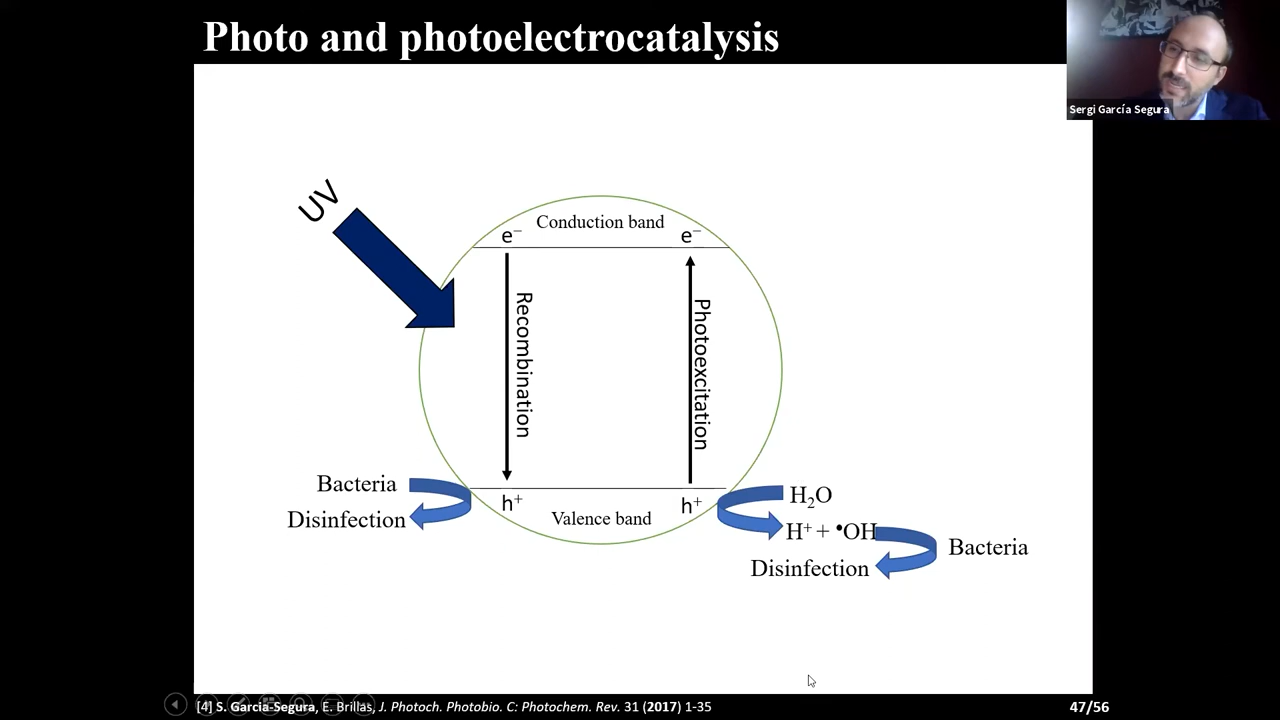 Photo and photoelectrocatalysis
Sergi García Segura
UV
Conduction band
e⁻
e⁻
Recombination
Photoexcitation
Bacteria
Disinfection
h⁺
Valence band
h⁺
H₂O
H⁺ + •OH
Bacteria
Disinfection
[4] S. Garcia-Segura, E. Brillas, J. Photoch. Photobio. C: Photochem. Rev. 31 (2017) 1-35
47/56